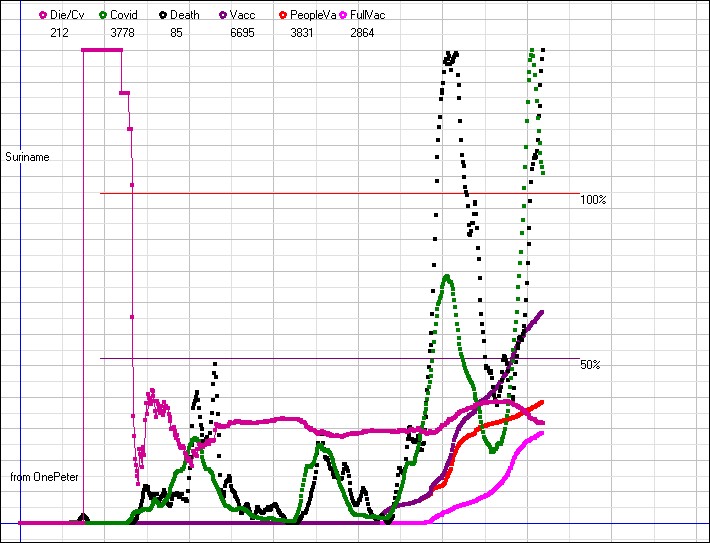 Die/Cv Covid Death Vacc PeopleVa FullVac
212 3778 85 6695 3831 2864
Suriname
100%
50%
from OnePeter